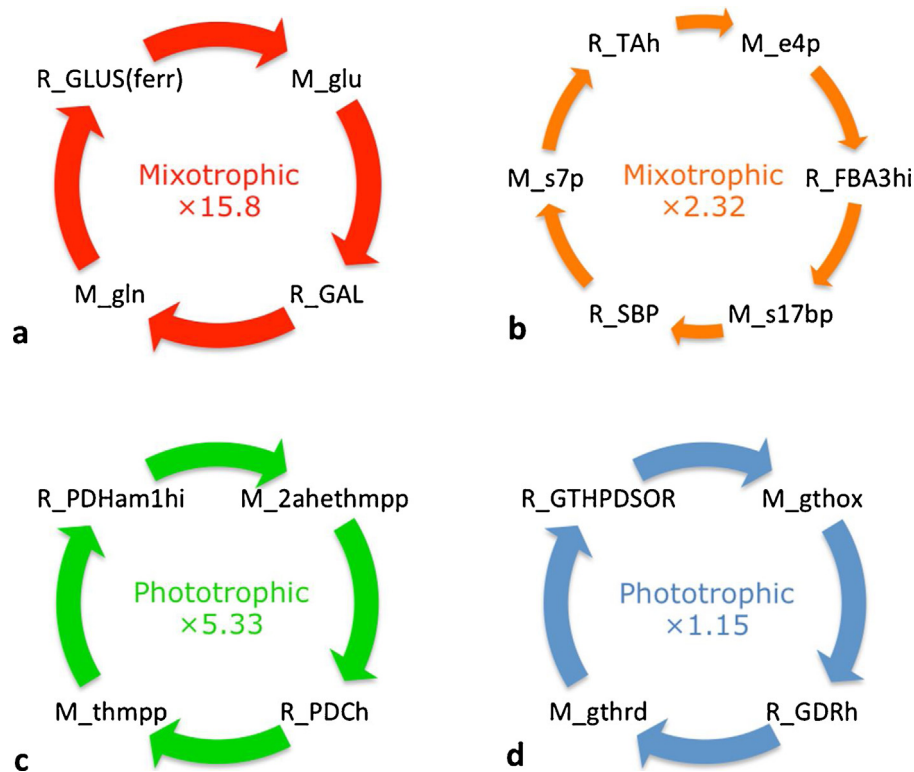 R_GLUS(ferr) M_glu
Mixotrophic
×15.8
M_gln R_GAL
a
R_TAh M_e4p
M_s7p Mixotrophic R_FBA3hi
×2.32
R_SBP M_s17bp
b
R_PDHam1hi M_2ahethmpp
Phototrophic
×5.33
M_thmpp R_PDCh
c
R_GTHPDSOR M_gthox
Phototrophic
×1.15
M_gthrd R_GDRh
d